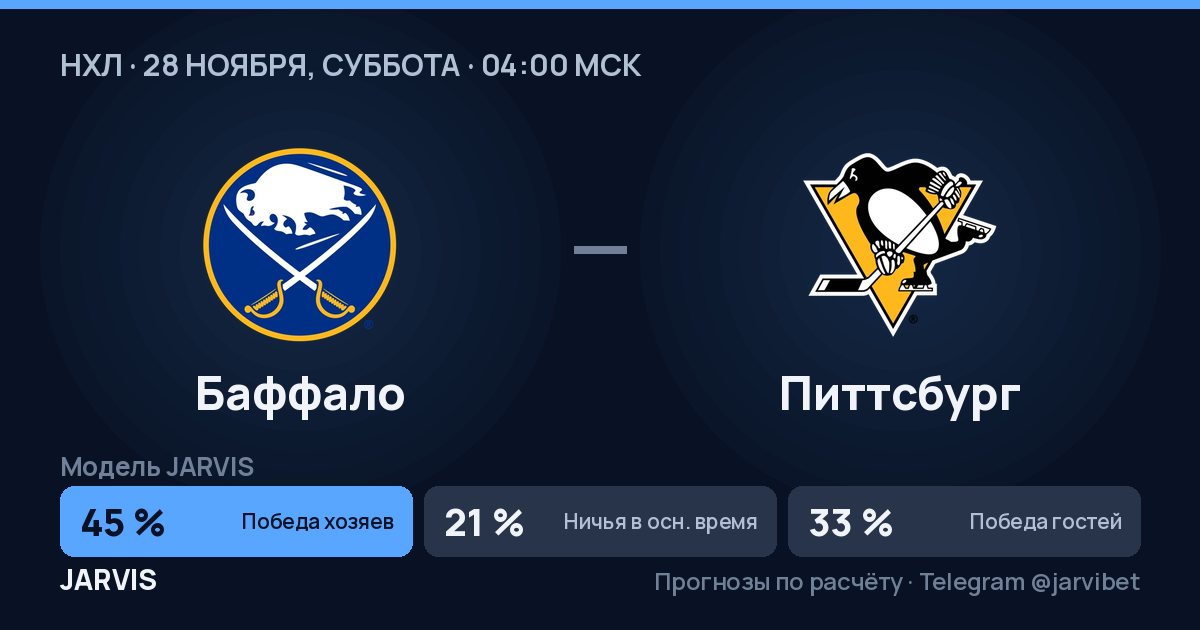 НХЛ · 28 НОЯБРЯ, СУББОТА · 04:00 МСК
Баффало — Питтсбург
Модель JARVIS
45 % Победа хозяев 21 % Ничья в осн. время 33 % Победа гостей
JARVIS Прогнозы по расчёту · Telegram @jarvibet